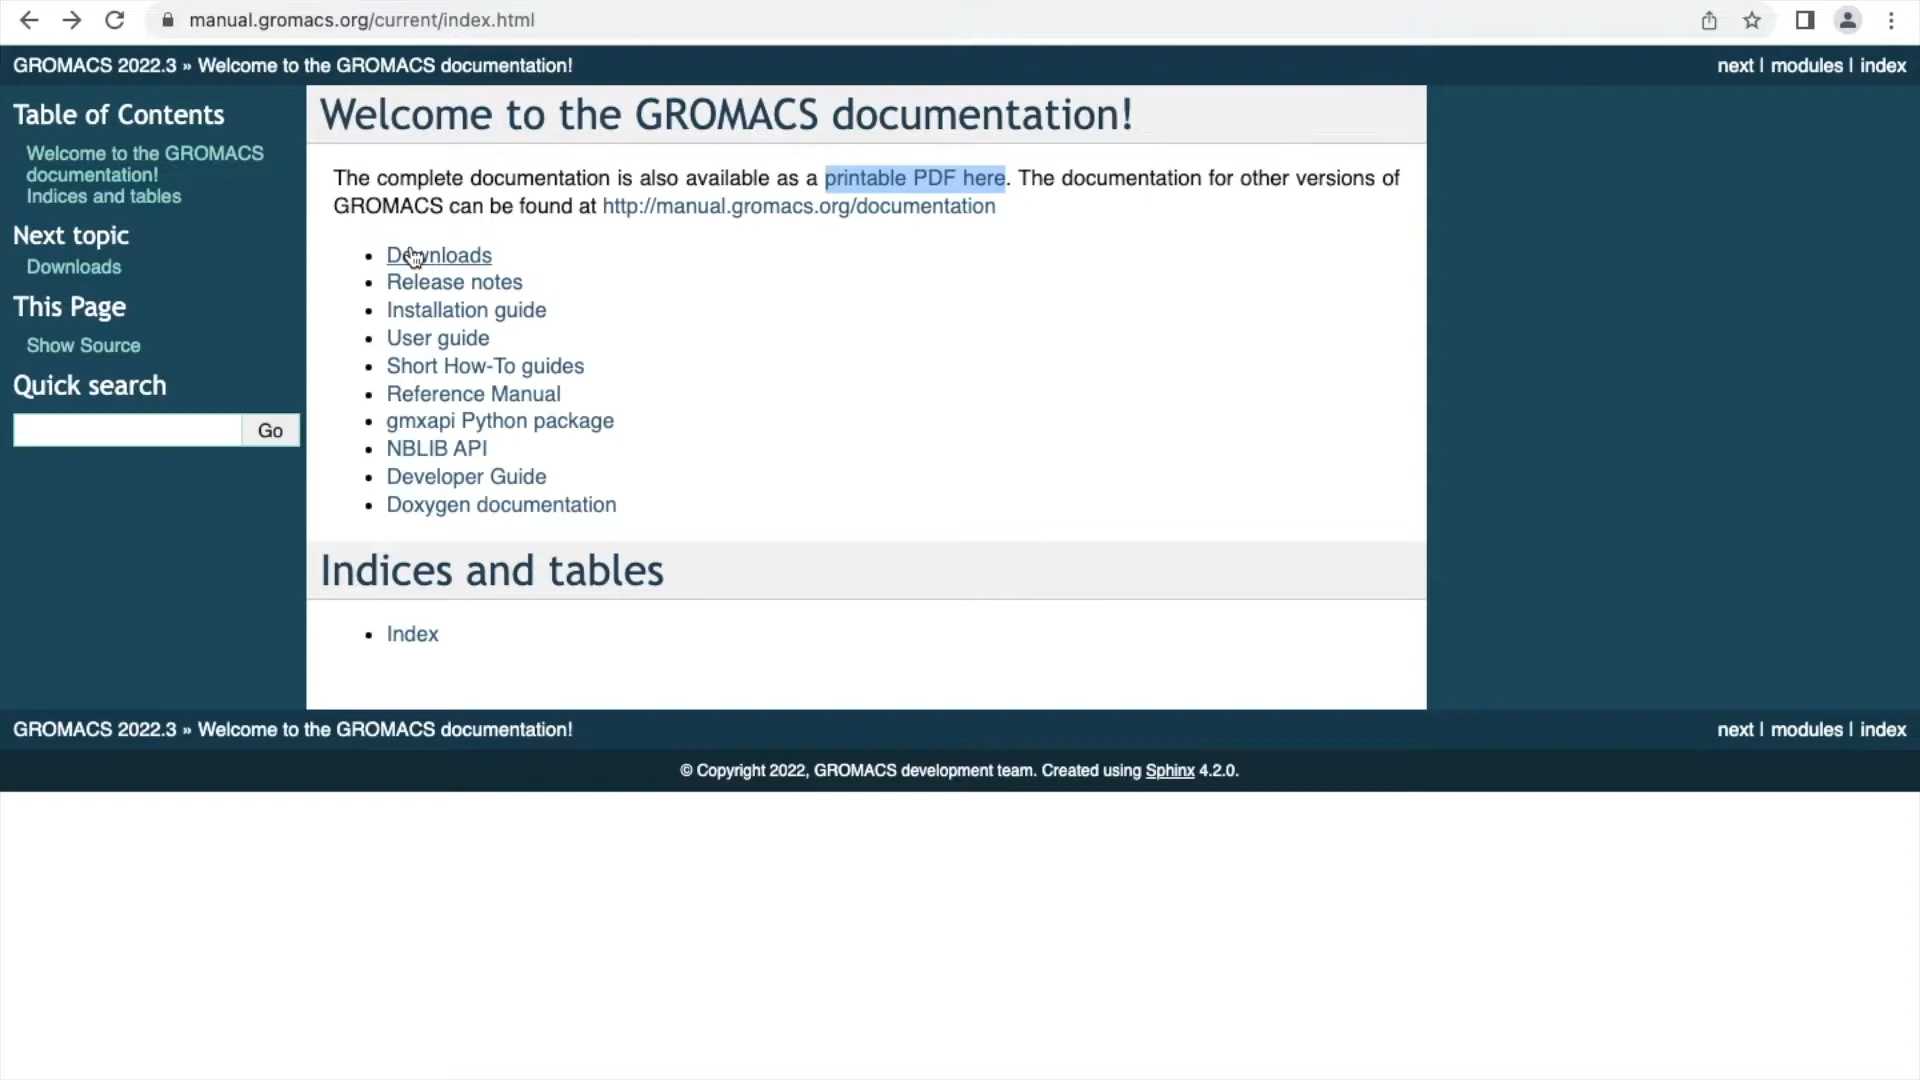 manual.gromacs.org/current/index.html
GROMACS 2022.3 » Welcome to the GROMACS documentation!
next | modules | index
Table of Contents
Welcome to the GROMACS
documentation!
Indices and tables
Next topic
Downloads
This Page
Show Source
Quick search
Go
Welcome to the GROMACS documentation!
The complete documentation is also available as a printable PDF here. The documentation for other versions of
GROMACS can be found at http://manual.gromacs.org/documentation
Downloads
Release notes
Installation guide
User guide
Short How-To guides
Reference Manual
gmxapi Python package
NBLIB API
Developer Guide
Doxygen documentation
Indices and tables
Index
GROMACS 2022.3 » Welcome to the GROMACS documentation!
next | modules | index
© Copyright 2022, GROMACS development team. Created using Sphinx 4.2.0.